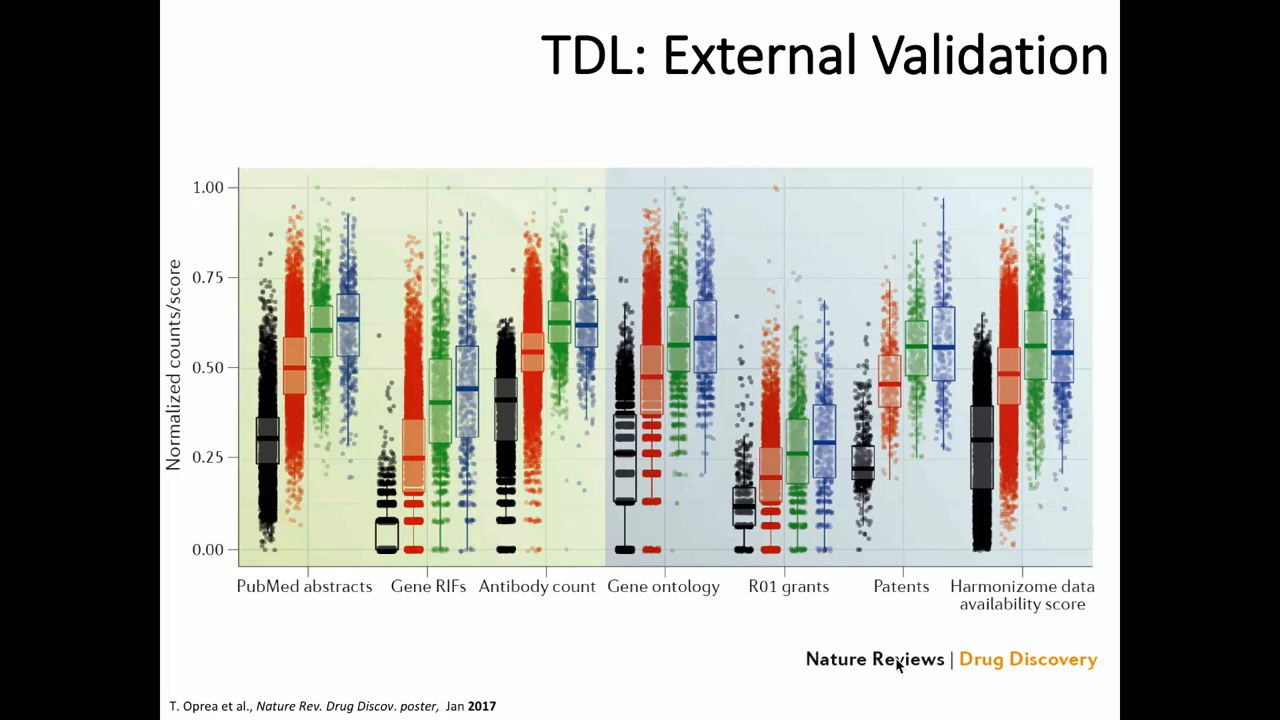 TDL: External Validation
Normalized counts/score
1.00
0.75
0.50
0.25
0.00
PubMed abstracts
Gene RIFs
Antibody count
Gene ontology
R01 grants
Patents
Harmonizome data
availability score
Nature Reviews | Drug Discovery
T. Oprea et al., Nature Rev. Drug Discov. poster, Jan 2017